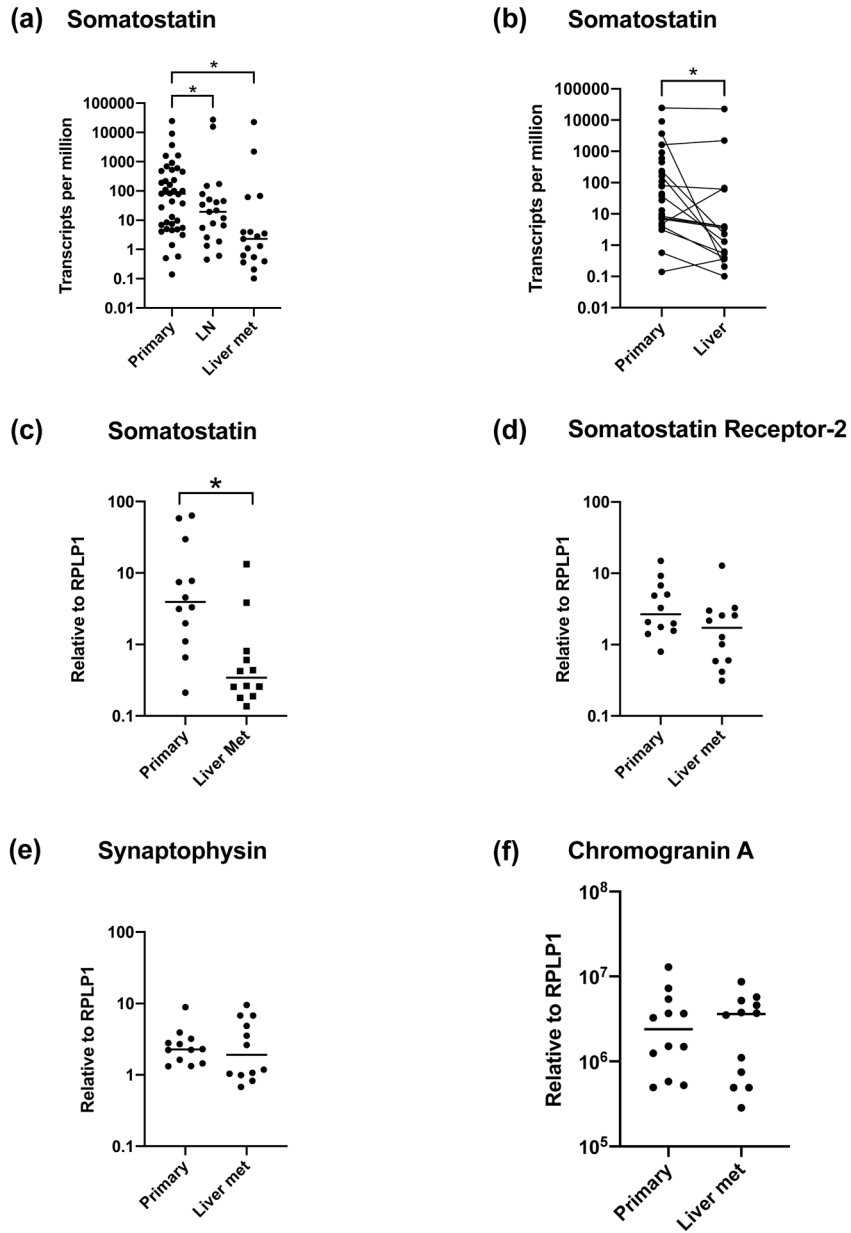 (a) Somatostatin
*
*
Transcripts per million
100000
10000
1000
100
10
1
0.1
0.01
Primary
LN
Liver met
(b) Somatostatin
*
Transcripts per million
100000
10000
1000
100
10
1
0.1
0.01
Primary
Liver
(c) Somatostatin
*
Relative to RPLP1
100
10
1
0.1
Primary
Liver Met
(d) Somatostatin Receptor-2
Relative to RPLP1
100
10
1
0.1
Primary
Liver met
(e) Synaptophysin
Relative to RPLP1
100
10
1
0.1
Primary
Liver met
(f) Chromogranin A
Relative to RPLP1
10⁸
10⁷
10⁶
10⁵
Primary
Liver met